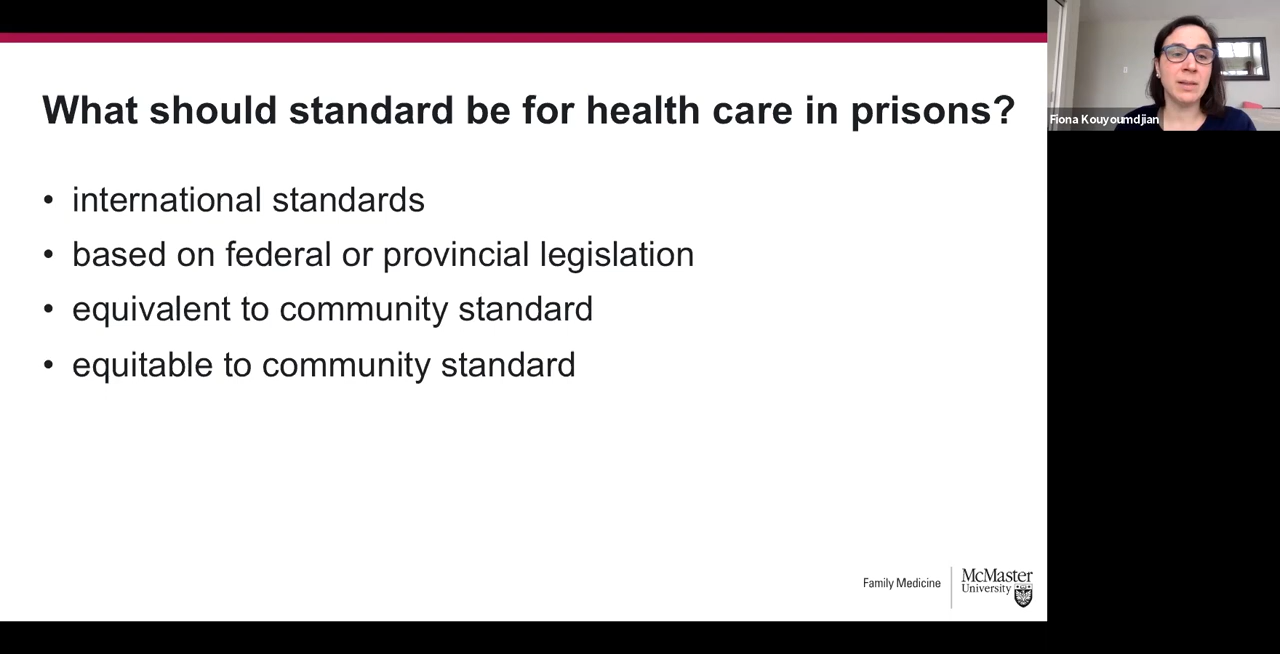 What should standard be for health care in prisons?
• international standards
• based on federal or provincial legislation
• equivalent to community standard
• equitable to community standard
Fiona Kouyoumdjian
Family Medicine
McMaster
University